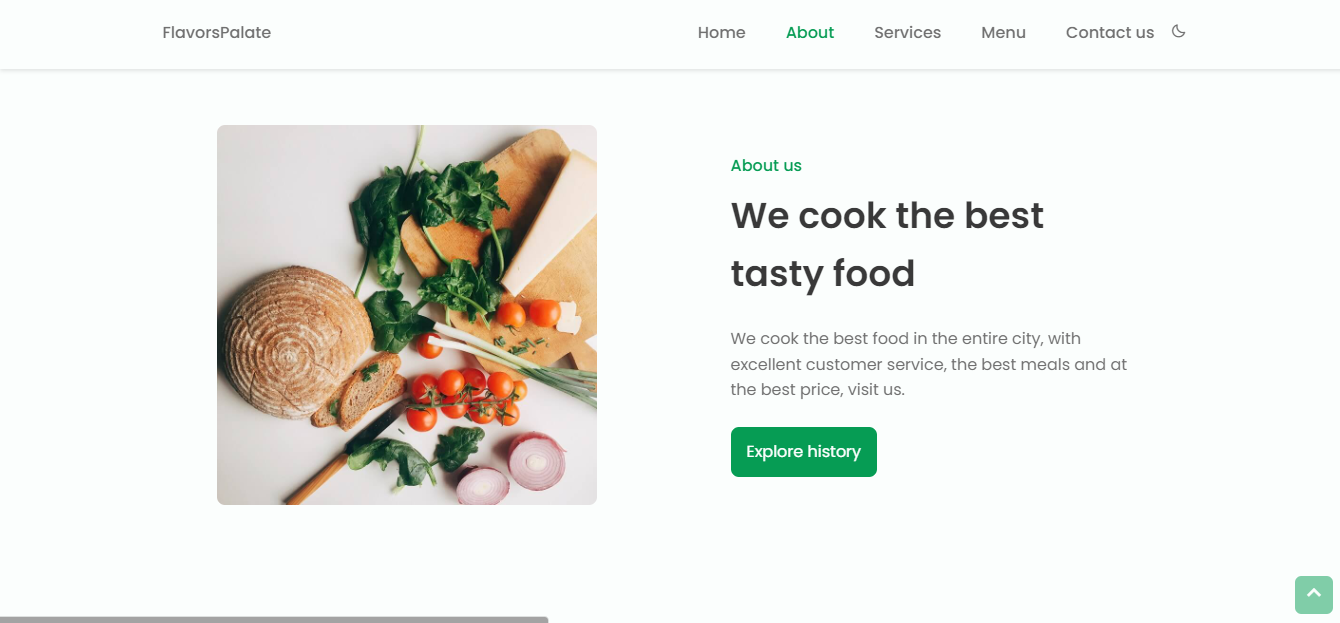 FlavorsPalate
Home About Services Menu Contact us
About us
We cook the best
tasty food
We cook the best food in the entire city, with
excellent customer service, the best meals and at
the best price, visit us.
Explore history